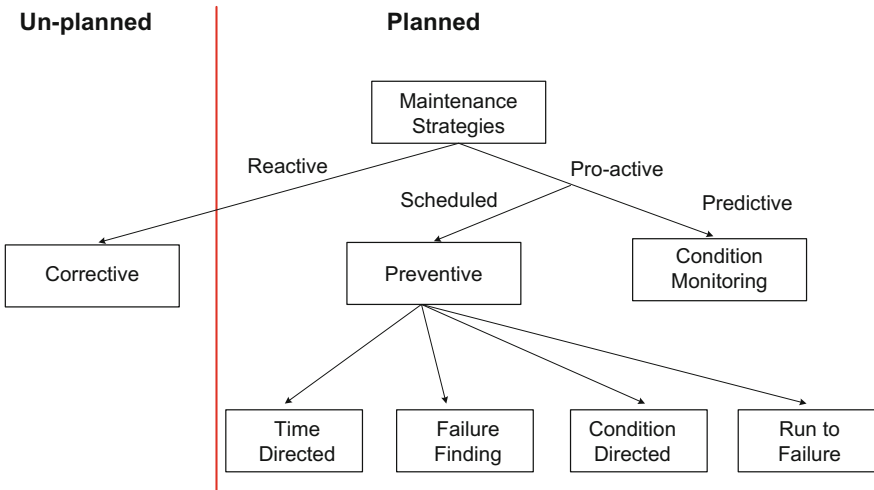 Un-planned
Planned
Maintenance
Strategies
Reactive
Pro-active
Scheduled
Predictive
Corrective
Preventive
Condition
Monitoring
Time
Directed
Failure
Finding
Condition
Directed
Run to
Failure